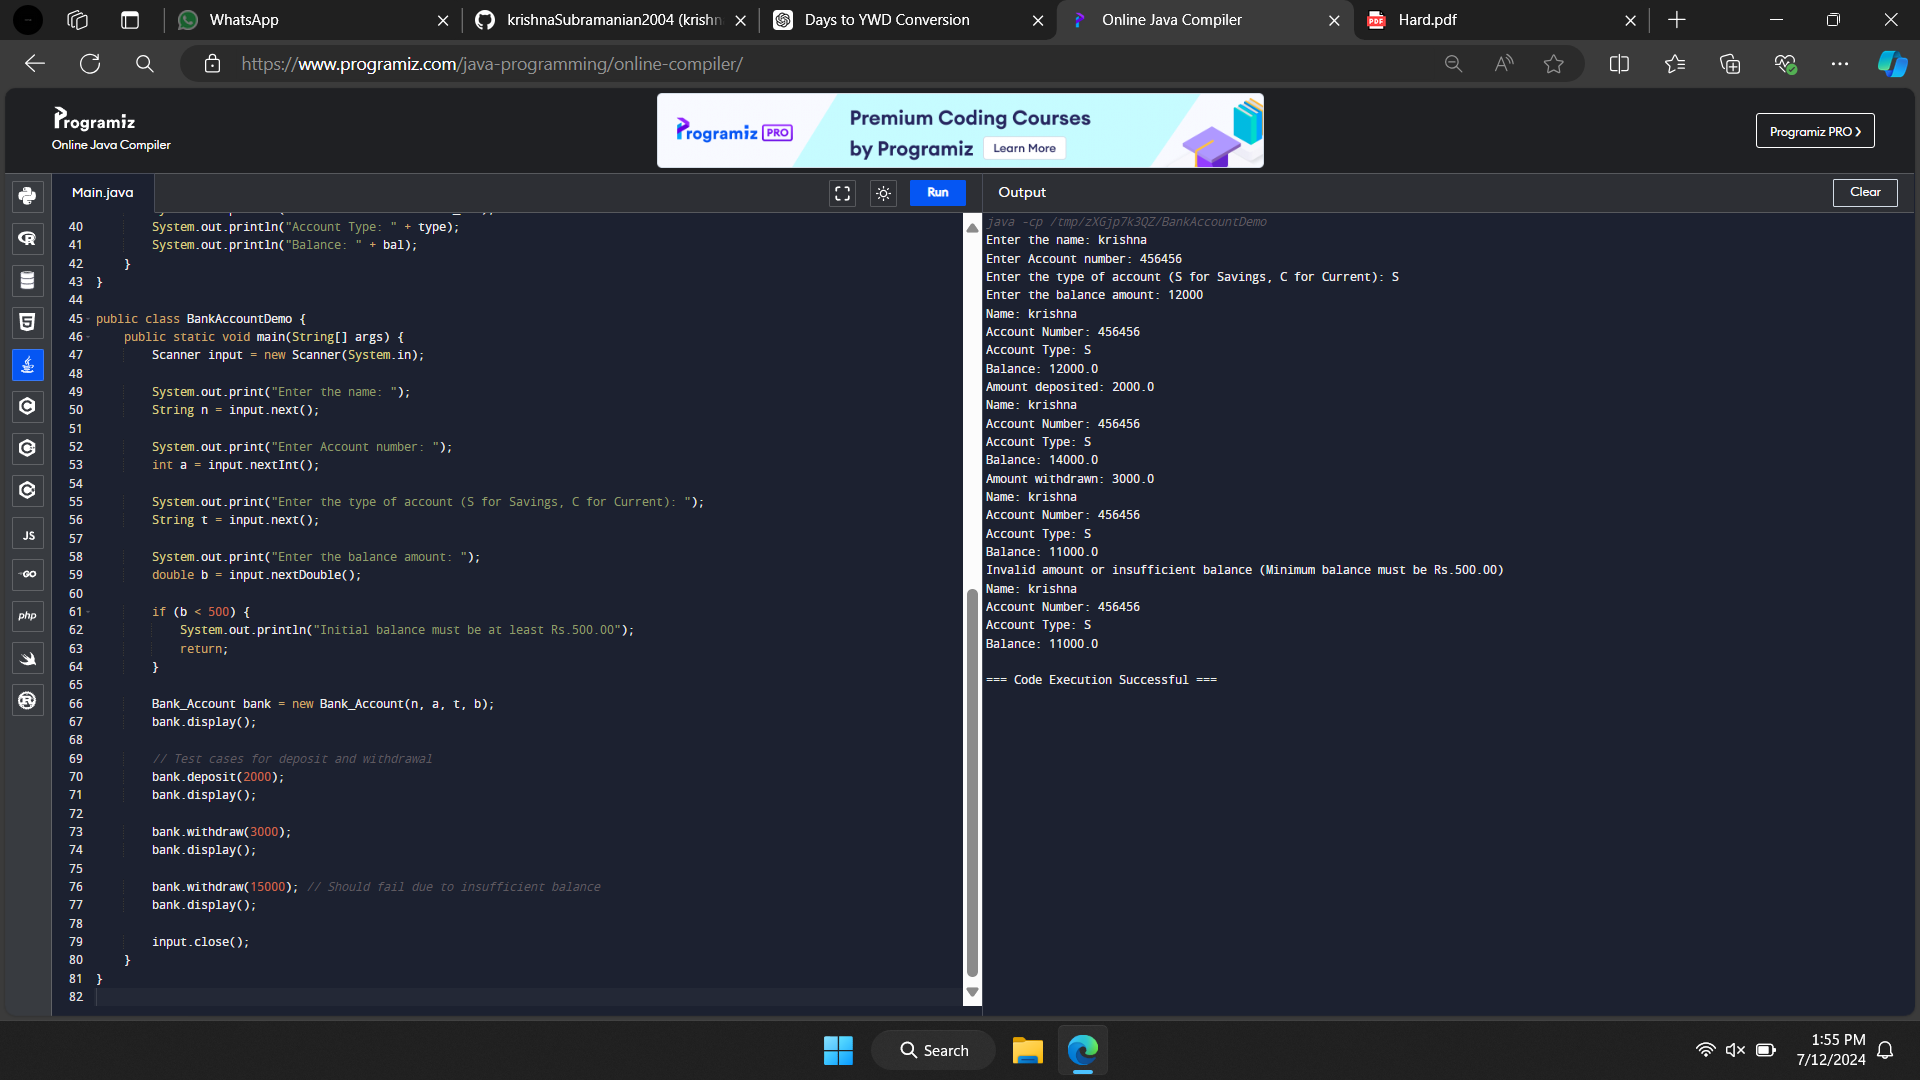 WhatsApp
krishnaSubramanian2004 (krishn
Days to YWD Conversion
Online Java Compiler
Hard.pdf
https://www.programiz.com/java-programming/online-compiler/
Programiz
Online Java Compiler
Programiz PRO
Premium Coding Courses
by Programiz
Learn More
Programiz PRO >
Main.java
Run
Output
Clear
40 System.out.println("Account Type: " + type);
41 System.out.println("Balance: " + bal);
42 }
43 }
44
45 public class BankAccountDemo {
46 public static void main(String[] args) {
47 Scanner input = new Scanner(System.in);
48
49 System.out.print("Enter the name: ");
50 String n = input.next();
51
52 System.out.print("Enter Account number: ");
53 int a = input.nextInt();
54
55 System.out.print("Enter the type of account (S for Savings, C for Current): ");
56 String t = input.next();
57
58 System.out.print("Enter the balance amount: ");
59 double b = input.nextDouble();
60
61 if (b < 500) {
62 System.out.println("Initial balance must be at least Rs.500.00");
63 return;
64 }
65
66 Bank_Account bank = new Bank_Account(n, a, t, b);
67 bank.display();
68
69 // Test cases for deposit and withdrawal
70 bank.deposit(2000);
71 bank.display();
72
73 bank.withdraw(3000);
74 bank.display();
75
76 bank.withdraw(15000); // Should fail due to insufficient balance
77 bank.display();
78
79 input.close();
80 }
81 }
82
java -cp /tmp/zXGjp7k3QZ/BankAccountDemo
Enter the name: krishna
Enter Account number: 456456
Enter the type of account (S for Savings, C for Current): S
Enter the balance amount: 12000
Name: krishna
Account Number: 456456
Account Type: S
Balance: 12000.0
Amount deposited: 2000.0
Name: krishna
Account Number: 456456
Account Type: S
Balance: 14000.0
Amount withdrawn: 3000.0
Name: krishna
Account Number: 456456
Account Type: S
Balance: 11000.0
Invalid amount or insufficient balance (Minimum balance must be Rs.500.00)
Name: krishna
Account Number: 456456
Account Type: S
Balance: 11000.0
=== Code Execution Successful ===
JS
GO
php
Search
1:55 PM
7/12/2024